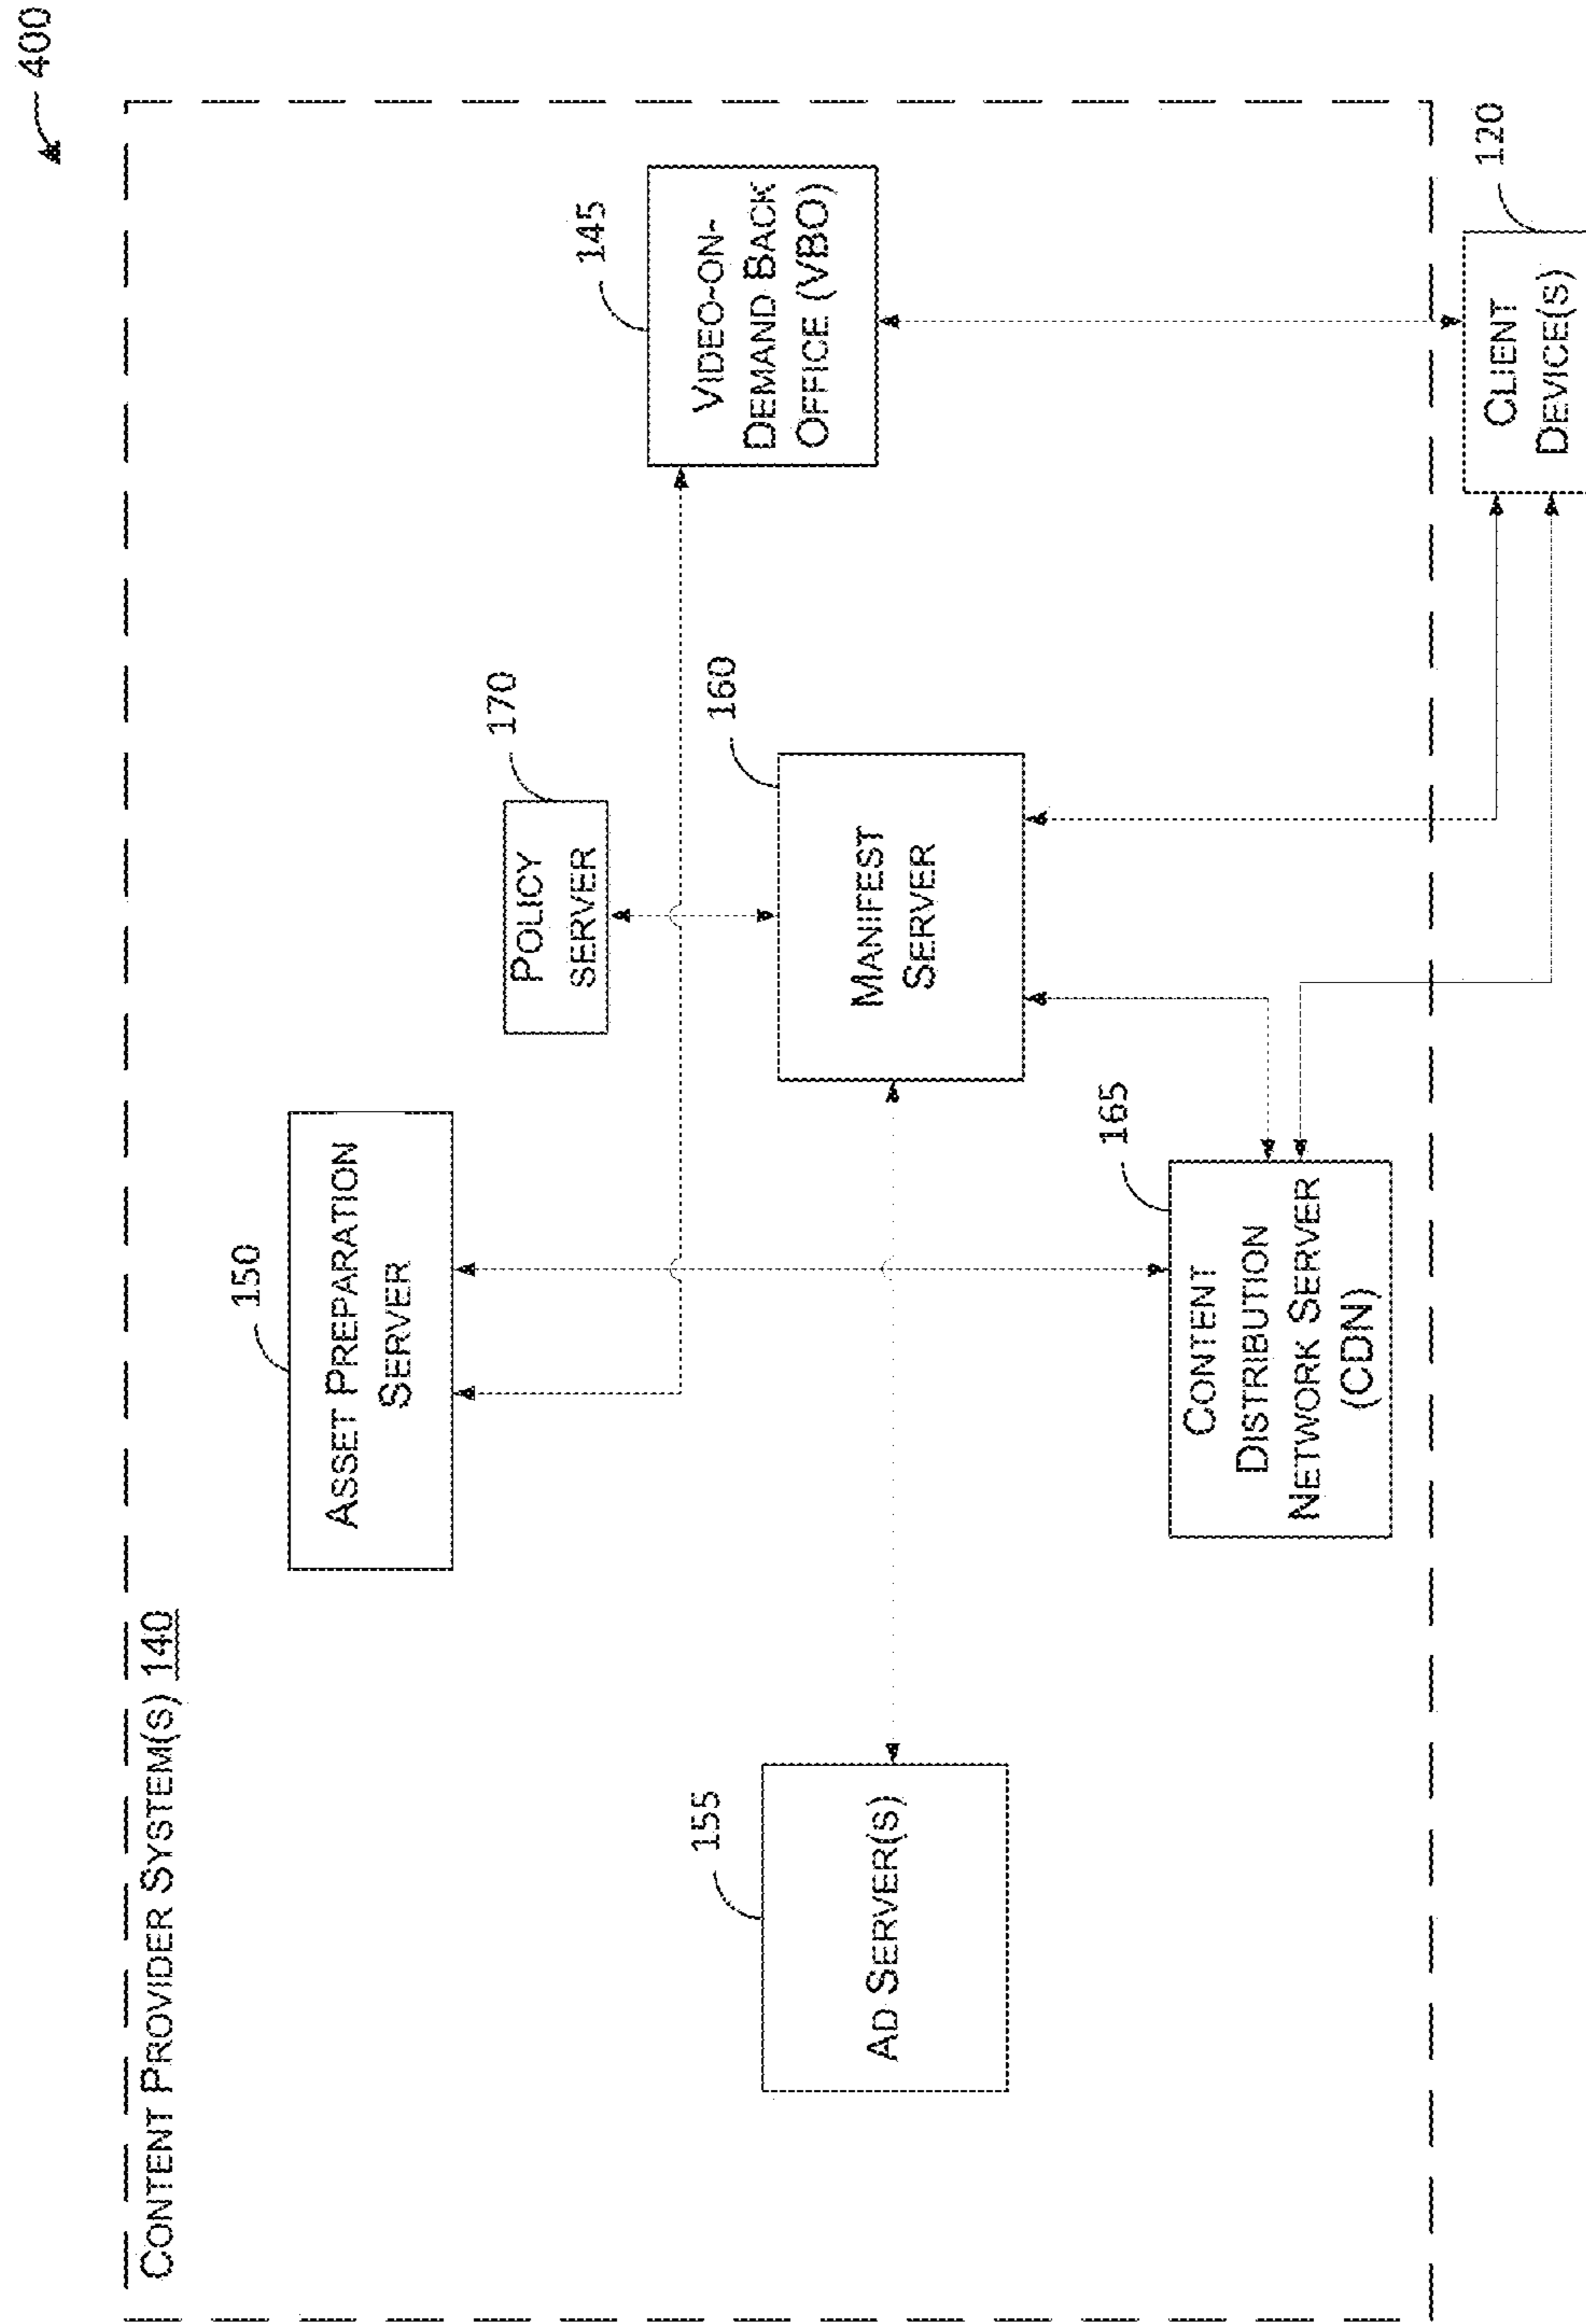 400
CONTENT PROVIDER SYSTEM(S) 140
150
ASSET PREPARATION
SERVER
170
POLICY
SERVER
145
VIDEO-ON-
DEMAND BACK
OFFICE (VBO)
155
AD SERVER(S)
160
MANIFEST
SERVER
165
CONTENT
DISTRIBUTION
NETWORK SERVER
(CDN)
120
CLIENT
DEVICE(S)